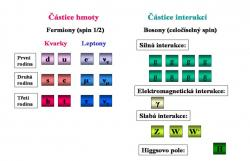 Částice hmoty
Fermiony (spin 1/2)
Kvarky Leptony
První rodina
d u e ν
Druhá rodina
s c μ ν
Třetí rodina
b t τ ν
Částice interakcí
Bosony (celočíselný spin)
Silná interakce:
g g g g
g g g g
Elektromagnetická interakce:
γ
Slabá interakce:
Z W W
Higgsovo pole:
H